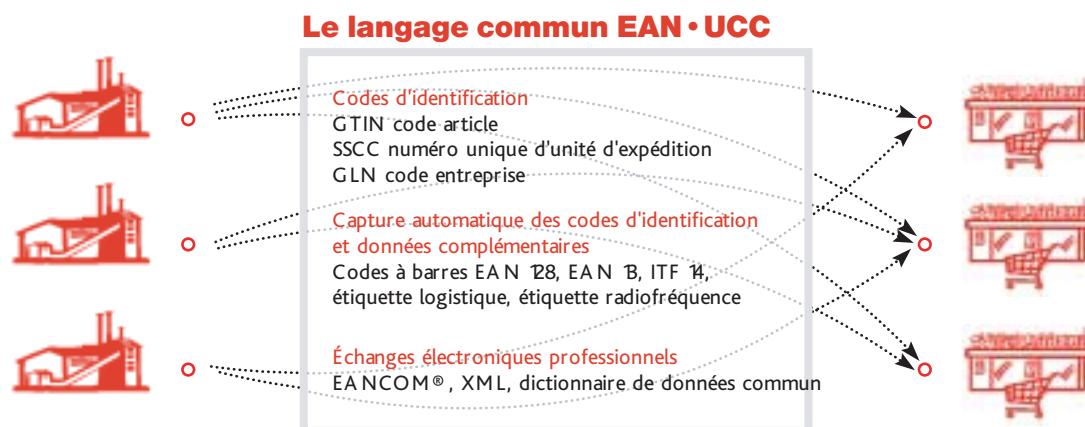 Le langage commun EAN • UCC
Codes d'identification
GTIN code article
SSCC numéro unique d'unité d'expédition
GLN code entreprise
Capture automatique des codes d'identification
et données complémentaires
Codes à barres EAN 128, EAN 13, ITF 14,
étiquette logistique, étiquette radiofréquence
Échanges électroniques professionnels
EANCOM®, XML, dictionnaire de données commun